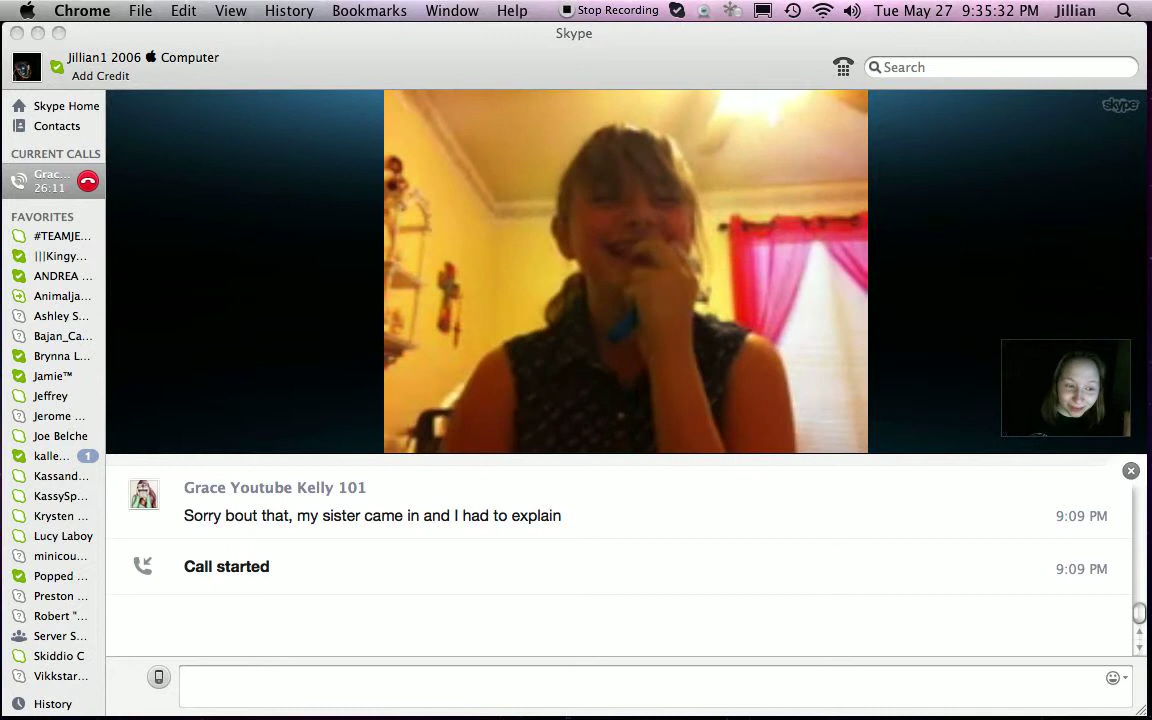 Chrome File Edit View History Bookmarks Window Help Stop Recording Tue May 27 9:35:32 PM Jillian
Skype
Jillian1 2006 Computer
Add Credit
Search
Skype Home
Contacts
CURRENT CALLS
Grac...
26:11
FAVORITES
#TEAMJE...
|||Kingy...
ANDREA ...
Animalja...
Ashley S...
Bajan_Ca...
Brynna L...
Jamie™
Jeffrey
Jerome ...
Joe Belche
kalle... 1
Kassand...
KassySp...
Krysten ...
Lucy Laboy
minicou...
Popped ...
Preston ...
Robert "...
Server S...
Skiddio C
Vikkstar...
History
skype
Grace Youtube Kelly 101
Sorry bout that, my sister came in and I had to explain 9:09 PM
Call started 9:09 PM